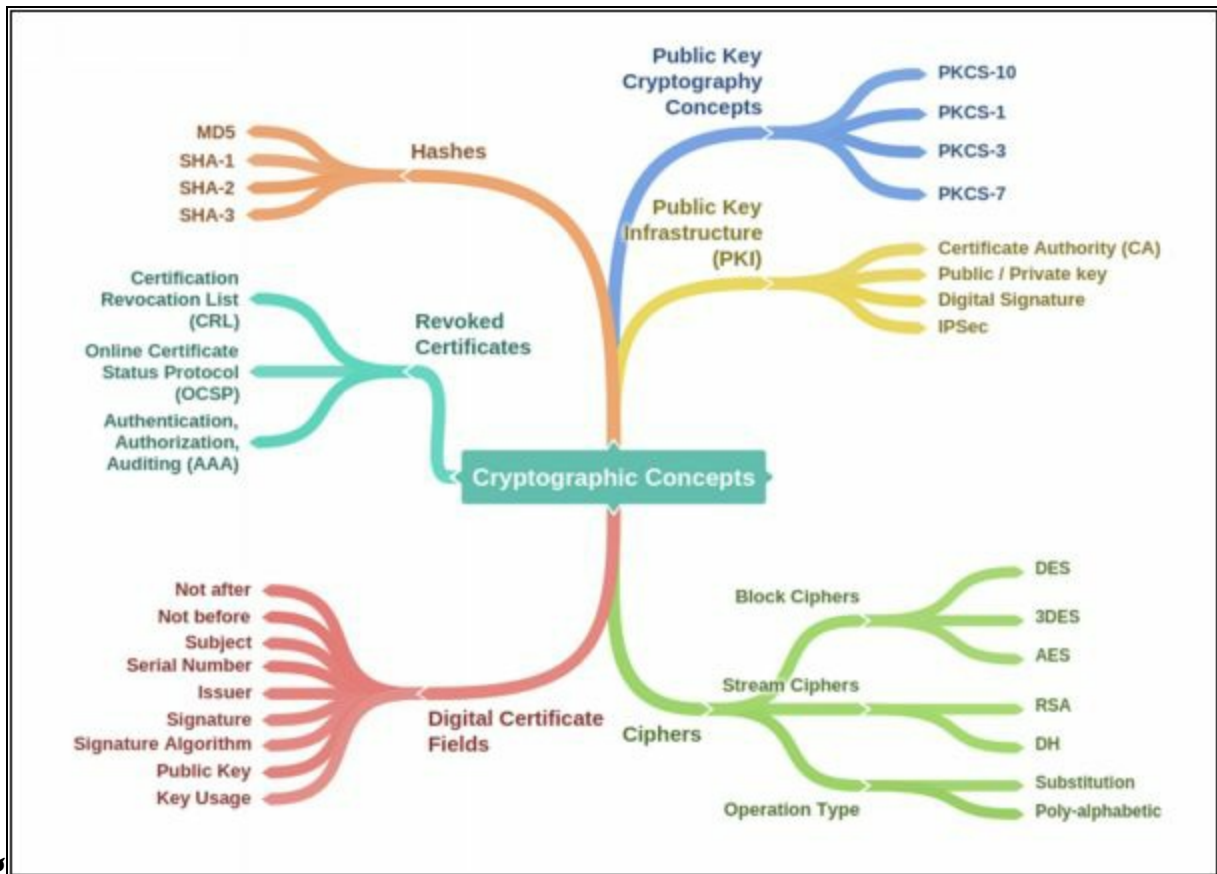 Public Key
Cryptography
Concepts
PKCS-10
PKCS-1
PKCS-3
PKCS-7
Hashes
MD5
SHA-1
SHA-2
SHA-3
Public Key
Infrastructure
(PKI)
Certificate Authority (CA)
Public / Private key
Digital Signature
IPSec
Revoked
Certificates
Certification
Revocation List
(CRL)
Online Certificate
Status Protocol
(OCSP)
Authentication,
Authorization,
Auditing (AAA)
Cryptographic Concepts
Digital Certificate
Fields
Not after
Not before
Subject
Serial Number
Issuer
Signature
Signature Algorithm
Public Key
Key Usage
Ciphers
Block Ciphers
DES
3DES
AES
Stream Ciphers
RSA
DH
Operation Type
Substitution
Poly-alphabetic